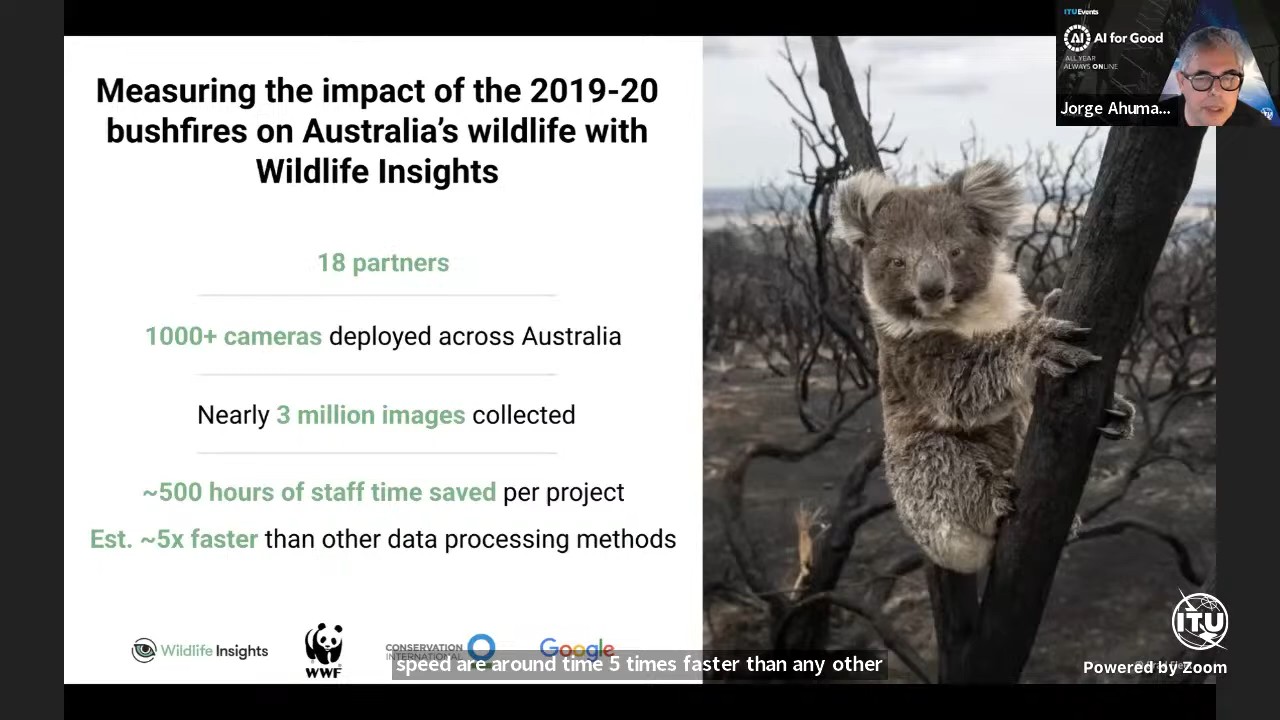 Measuring the impact of the 2019-20
bushfires on Australia's wildlife with
Wildlife Insights
18 partners
1000+ cameras deployed across Australia
Nearly 3 million images collected
~500 hours of staff time saved per project
Est. ~5x faster than other data processing methods
Wildlife Insights
WWF
CONSERVATION
INTERNATIONAL
Google
speed are around time 5 times faster than any other
ITUEvents
AI
AI for Good
ALL YEAR
ALWAYS ONLINE
Jorge Ahuma...
ITU
Powered by Zoom